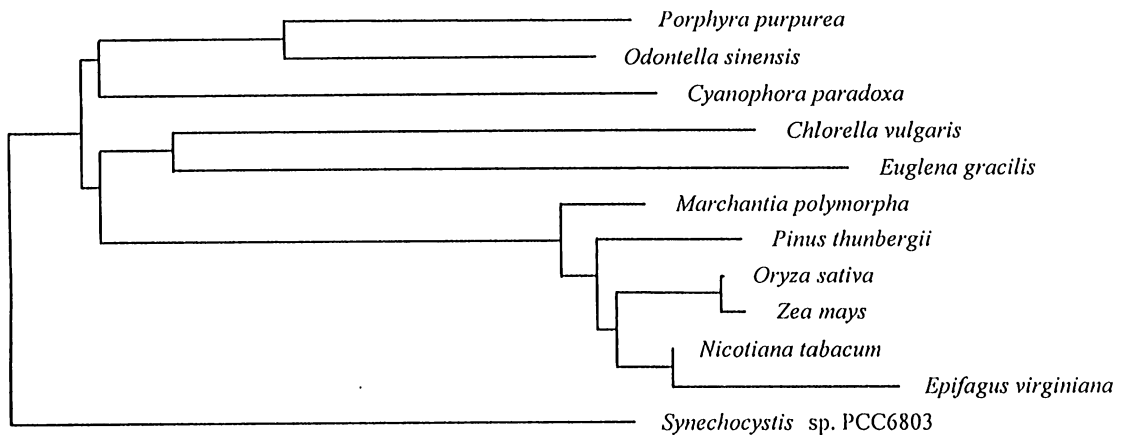 Porphyra purpurea
Odontella sinensis
Cyanophora paradoxa
Chlorella vulgaris
Euglena gracilis
Marchantia polymorpha
Pinus thunbergii
Oryza sativa
Zea mays
Nicotiana tabacum
Epifagus virginiana
Synechocystis sp. PCC6803